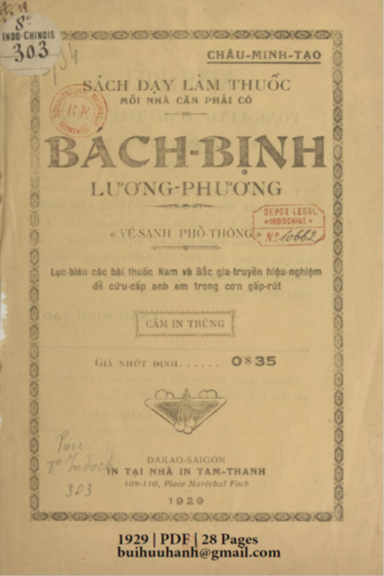 8°
INDO-CHINOIS
303
CHÂU-MINH-TẠO
SÁCH DẠY LÀM THUỐC
MỖI NHÀ CẦN PHẢI CÓ
BÁCH-BỊNH
LƯƠNG-PHƯƠNG
« VỆ-SANH PHỔ-THÔNG »
DEPOT LEGAL
INDOCHINE
Nº 10662
Lục-biên các bài thuốc Nam và Bắc gia-truyền hiệu-nghiệm
để cứu-cấp anh em trong cơn gấp-rút
CẤM IN TRÙNG
GIÁ NHỨT ĐỊNH ...... 0$35
DAKAO-SAIGON
IN TẠI NHÀ IN TAM-THANH
108-110, Place Maréchal Foch
1929
303
1929 | PDF | 28 Pages
buihuuhanh@gmail.com